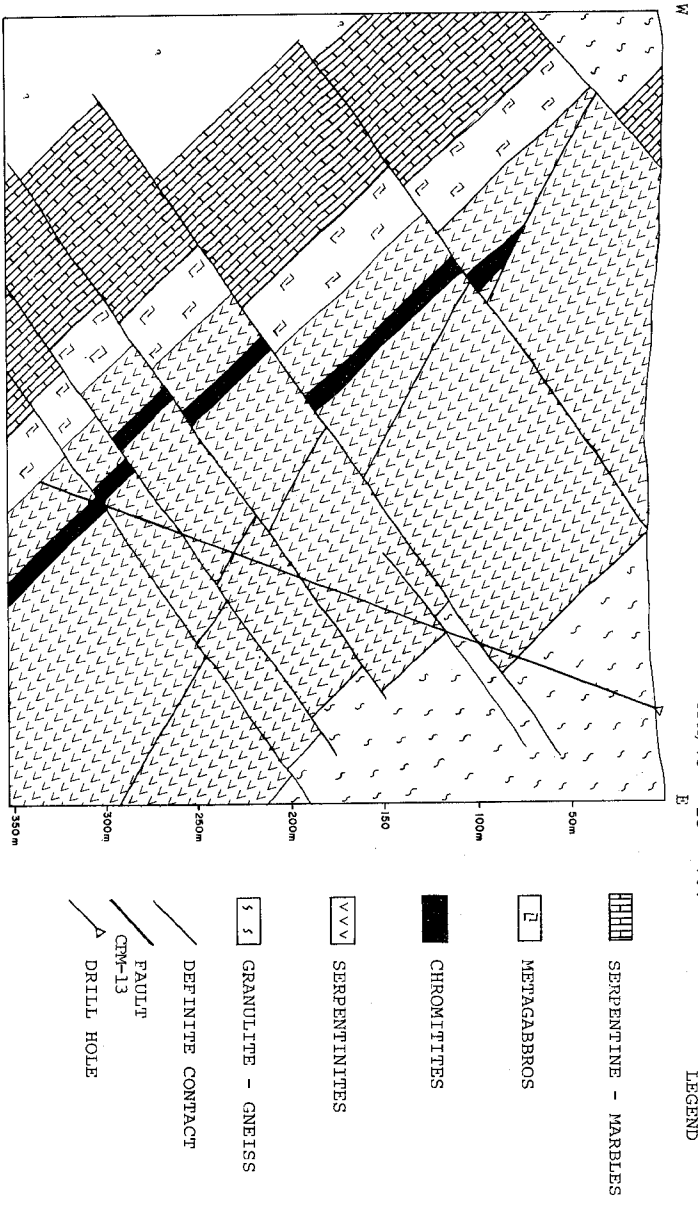 W
E
50m
100m
150
200m
250m
300m
350m
LEGEND
SERPENTINE - MARBLES
METAGABBROS
CHROMITITES
SERPENTINITES
GRANULITE - GNEISS
DEFINITE CONTACT
FAULT
CPM-13
DRILL HOLE